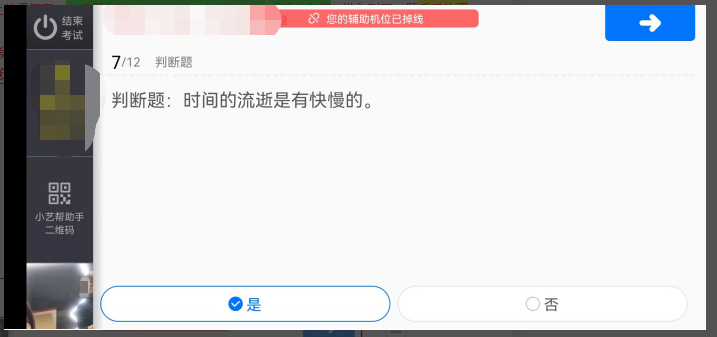 结束
考试
您的辅助机位已掉线
7/12 判断题
判断题：时间的流逝是有快慢的。
小艺帮助手
二维码
是
否